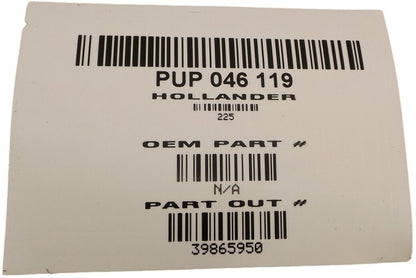 PUP 046 119
HOLLANDER
225
OEM PART #
N/A
PART OUT #
39865950